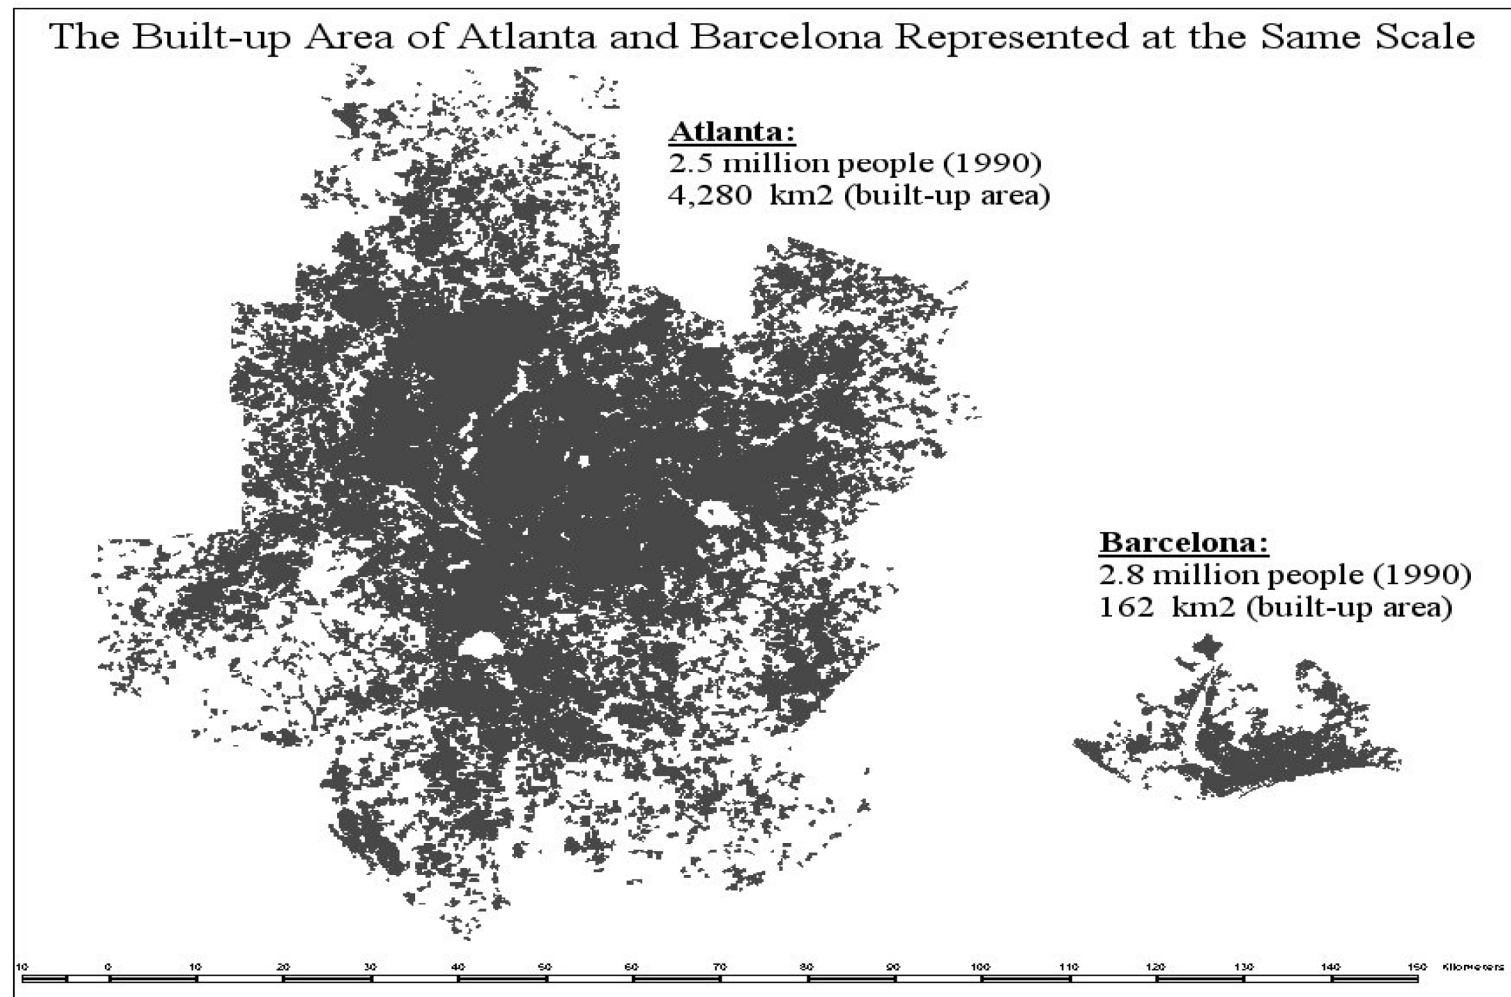 The Built-up Area of Atlanta and Barcelona Represented at the Same Scale
Atlanta:
2.5 million people (1990)
4,280 km2 (built-up area)
Barcelona:
2.8 million people (1990)
162 km2 (built-up area)
10 0 10 20 30 40 50 60 70 80 90 100 110 120 130 140 150 Kilometers